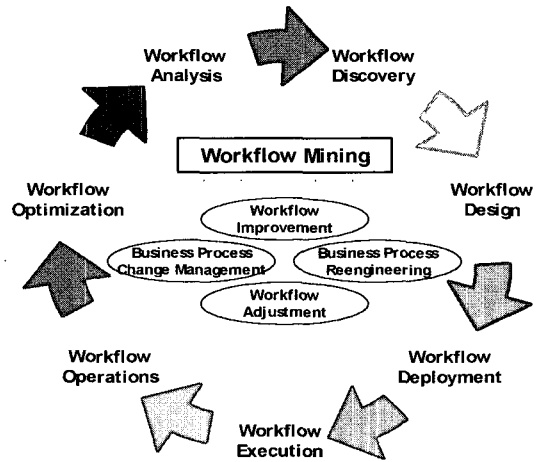 Workflow
Analysis
Workflow
Discovery
Workflow Mining
Workflow
Optimization
Workflow
Design
Workflow
Improvement
Business Process
Change Management
Business Process
Reengineering
Workflow
Adjustment
Workflow
Operations
Workflow
Deployment
Workflow
Execution